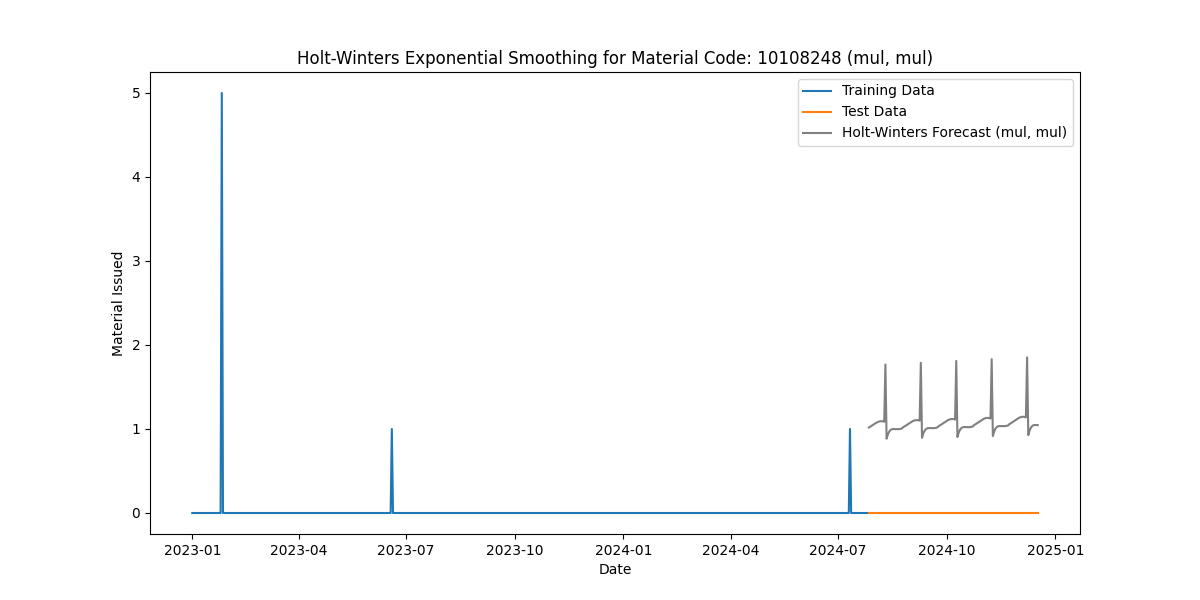 Holt-Winters Exponential Smoothing for Material Code: 10108248 (mul, mul)
Training Data
Test Data
Holt-Winters Forecast (mul, mul)
Material Issued
5
4
3
2
1
0
2023-01
2023-04
2023-07
2023-10
2024-01
2024-04
2024-07
2024-10
2025-01
Date